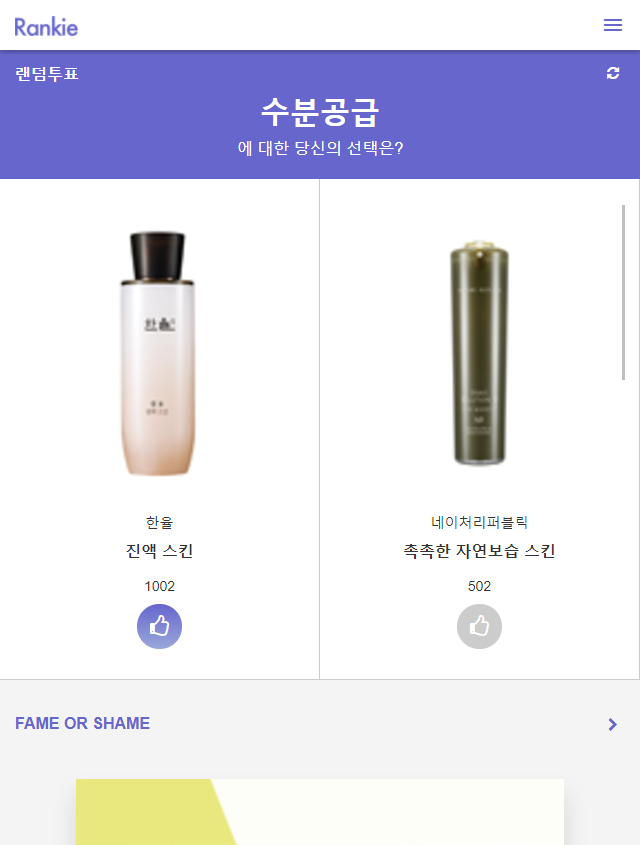 Rankie
랜덤투표
수분공급
에 대한 당신의 선택은?
한율
한율
진액 스킨
1002
네이처리퍼블릭
촉촉한 자연보습 스킨
502
FAME OR SHAME